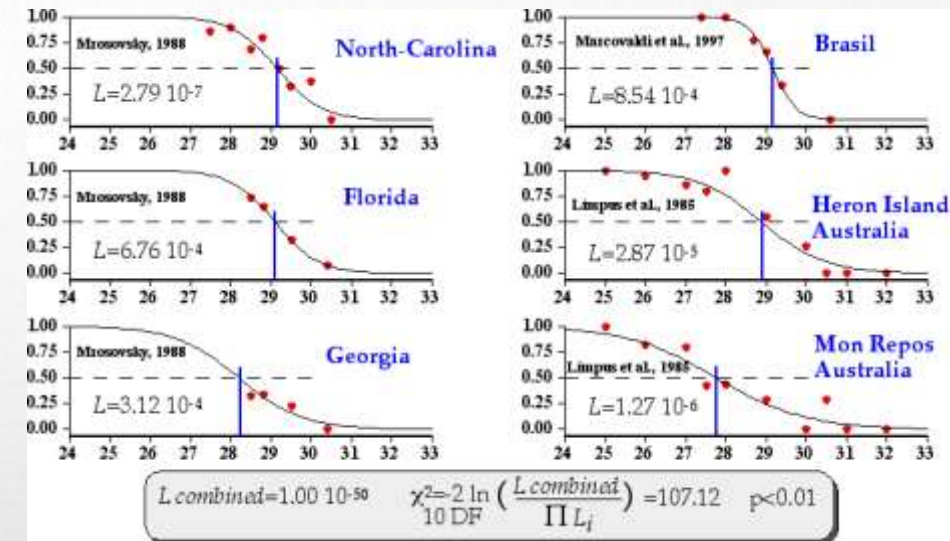 1.00
0.75
0.50
0.25
0.00
Mrosovsky, 1988
North-Carolina
L=2.79 10-7
24 25 26 27 28 29 30 31 32 33
1.00
0.75
0.50
0.25
0.00
Marcovaldi et al., 1997
Brasil
L=8.54 10-4
24 25 26 27 28 29 30 31 32 33
1.00
0.75
0.50
0.25
0.00
Mrosovsky, 1988
Florida
L=6.76 10-4
24 25 26 27 28 29 30 31 32 33
1.00
0.75
0.50
0.25
0.00
Limpus et al., 1985
Heron Island
Australia
L=2.87 10-5
24 25 26 27 28 29 30 31 32 33
1.00
0.75
0.50
0.25
0.00
Mrosovsky, 1988
Georgia
L=3.12 10-4
24 25 26 27 28 29 30 31 32 33
1.00
0.75
0.50
0.25
0.00
Limpus et al., 1985
Mon Repos
Australia
L=1.27 10-6
24 25 26 27 28 29 30 31 32 33
L combined=1.00 10-50
χ2=-2 ln ( L combined / ∏ Li ) =107.12 p<0.01
10 DF